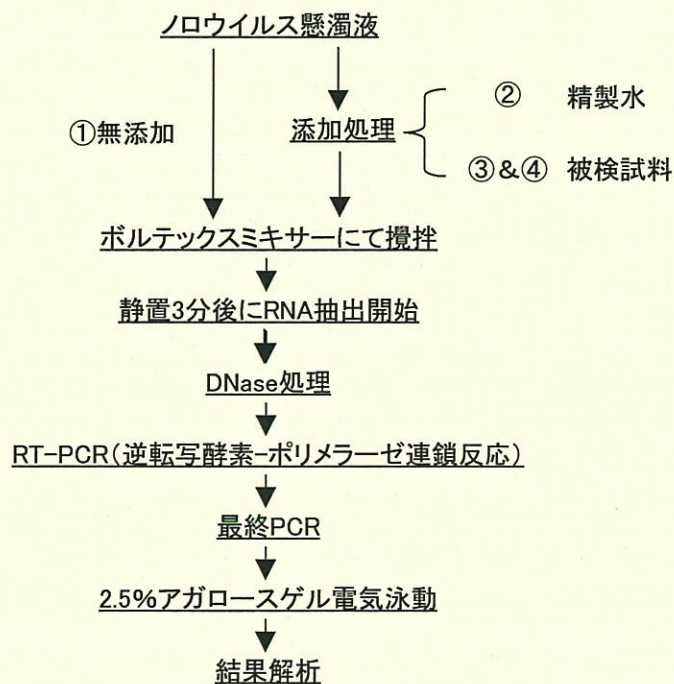 ノロウイルス懸濁液
①無添加
添加処理
② 精製水
③&④ 被検試料
ボルテックスミキサーにて攪拌
静置3分後にRNA抽出開始
DNase処理
RT-PCR(逆転写酵素-ポリメラーゼ連鎖反応)
最終PCR
2.5%アガロースゲル電気泳動
結果解析